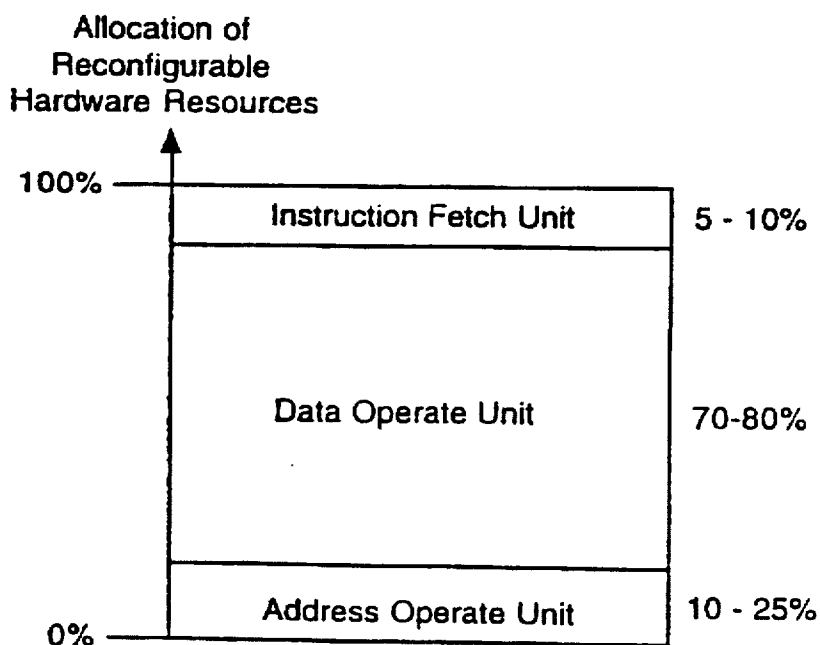 Allocation of
Reconfigurable
Hardware Resources
100%
Instruction Fetch Unit
5 - 10%
Data Operate Unit
70-80%
Address Operate Unit
10 - 25%
0%